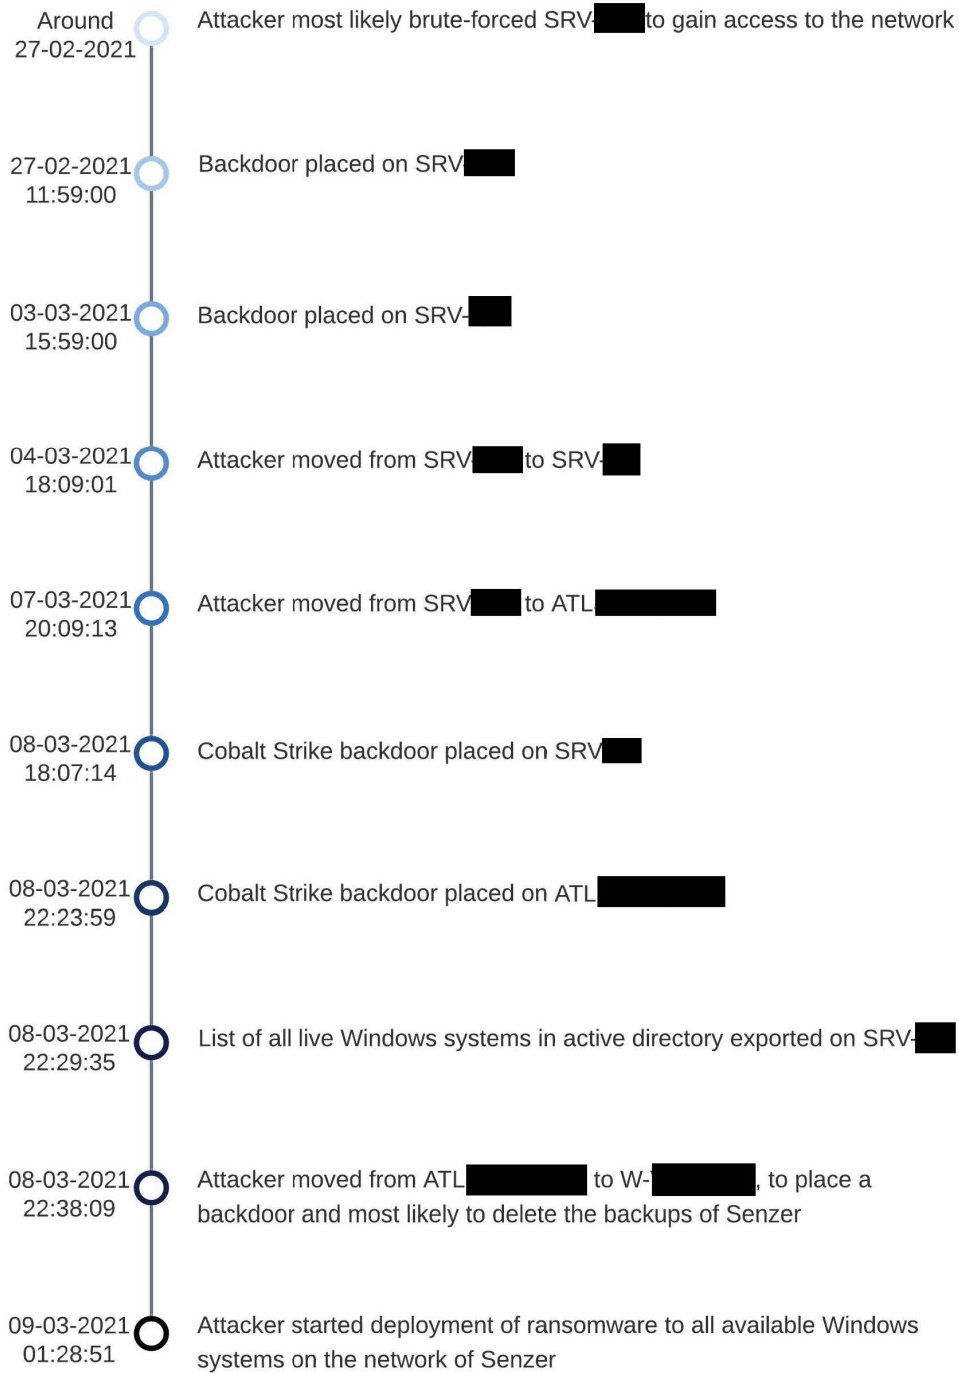 Around
27-02-2021
Attacker most likely brute-forced SRV- to gain access to the network
27-02-2021
11:59:00
Backdoor placed on SRV-
03-03-2021
15:59:00
Backdoor placed on SRV-
04-03-2021
18:09:01
Attacker moved from SRV- to SRV-
07-03-2021
20:09:13
Attacker moved from SRV to ATL-
08-03-2021
18:07:14
Cobalt Strike backdoor placed on SRV
08-03-2021
22:23:59
Cobalt Strike backdoor placed on ATL
08-03-2021
22:29:35
List of all live Windows systems in active directory exported on SRV-
08-03-2021
22:38:09
Attacker moved from ATL to W- , to place a
backdoor and most likely to delete the backups of Senzer
09-03-2021
01:28:51
Attacker started deployment of ransomware to all available Windows
systems on the network of Senzer